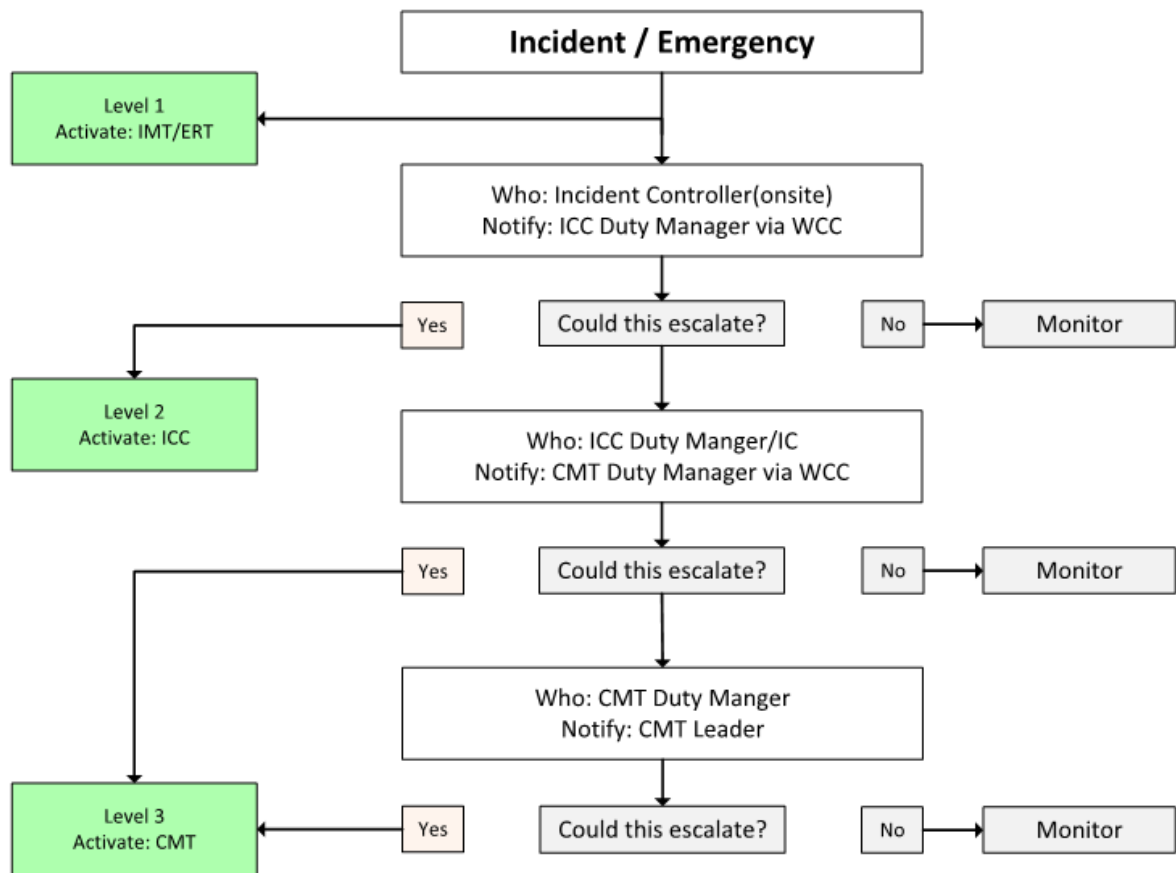 Incident / Emergency
Level 1
Activate: IMT/ERT
Who: Incident Controller(onsite)
Notify: ICC Duty Manager via WCC
Yes
Could this escalate?
No
Monitor
Level 2
Activate: ICC
Who: ICC Duty Manger/IC
Notify: CMT Duty Manager via WCC
Yes
Could this escalate?
No
Monitor
Who: CMT Duty Manger
Notify: CMT Leader
Level 3
Activate: CMT
Yes
Could this escalate?
No
Monitor